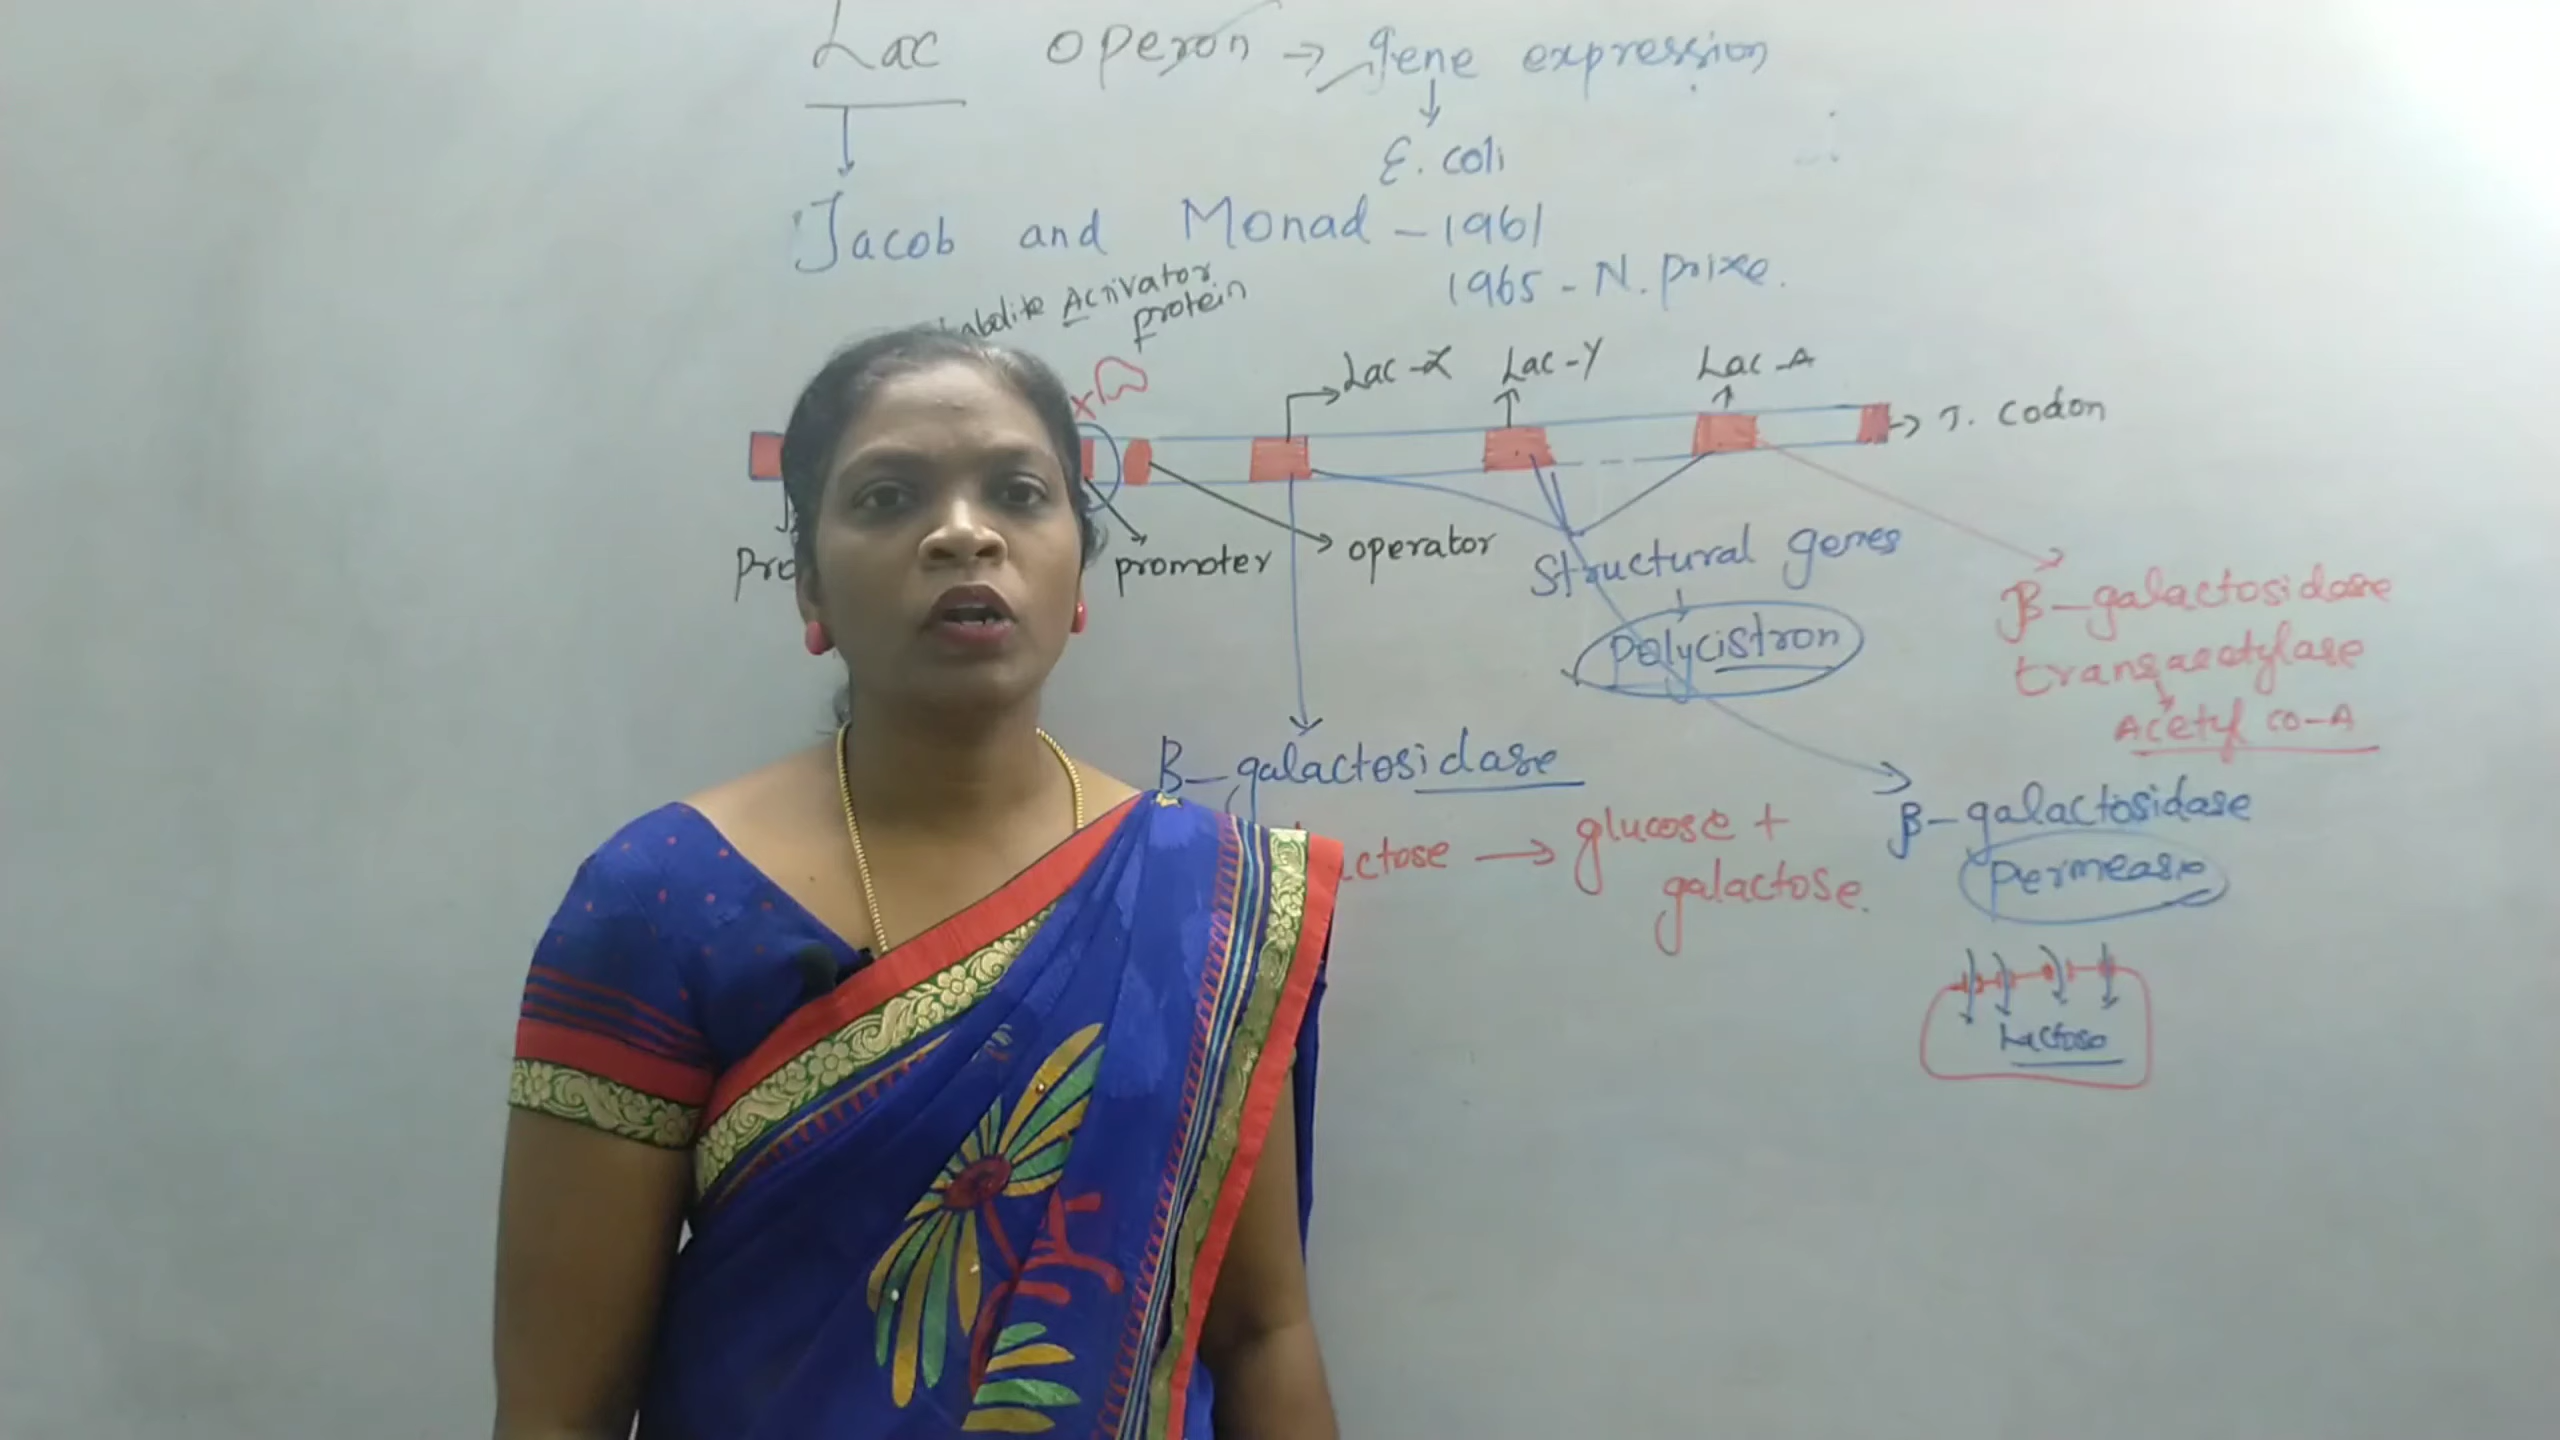 Lac operon → gene expression
E. coli
Jacob and Monad - 1961
1965 - N. prize.
Activator
protein
Lac-Z
Lac-Y
Lac-A
T. codon
promoter
operator
Structural genes
polycistron
B-galactosidase
glucose +
galactose.
β-galactosidase
transacetylase
Acetyl co-A
β-galactosidase
permease
Lactose